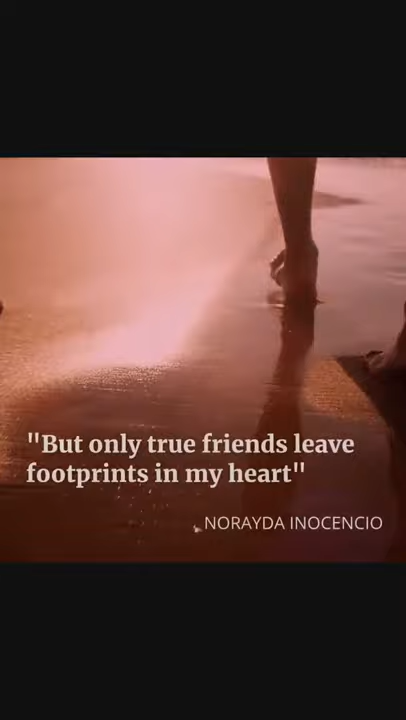 "But only true friends leave
footprints in my heart"
NORAYDA INOCENCIO